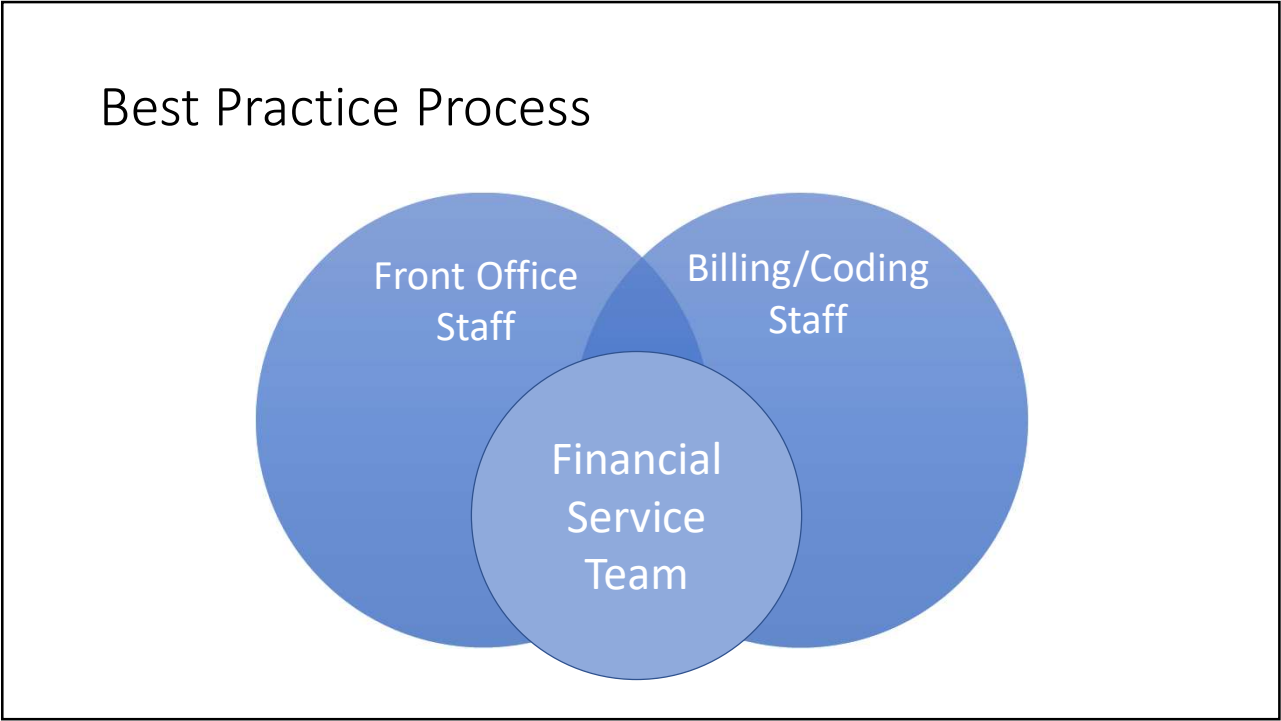 Best Practice Process
Front Office
Staff
Billing/Coding
Staff
Financial
Service
Team